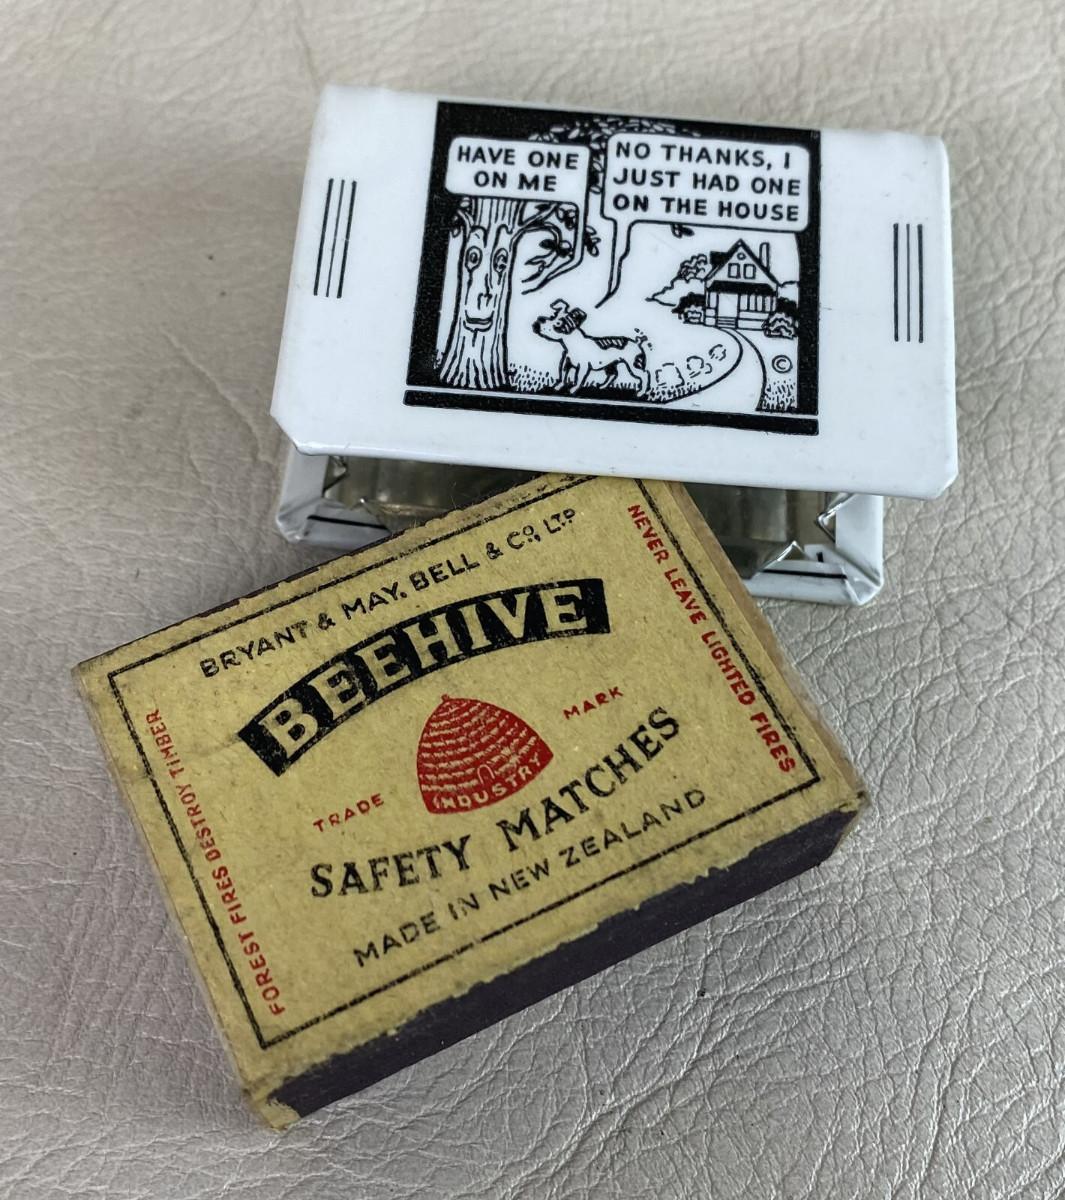 HAVE ONE
ON ME
NO THANKS, I
JUST HAD ONE
ON THE HOUSE
©
BRYANT & MAY, BELL & Co. LTD
BEEHIVE
TRADE MARK
INDUSTRY
SAFETY MATCHES
MADE IN NEW ZEALAND
FOREST FIRES DESTROY TIMBER
NEVER LEAVE LIGHTED FIRES